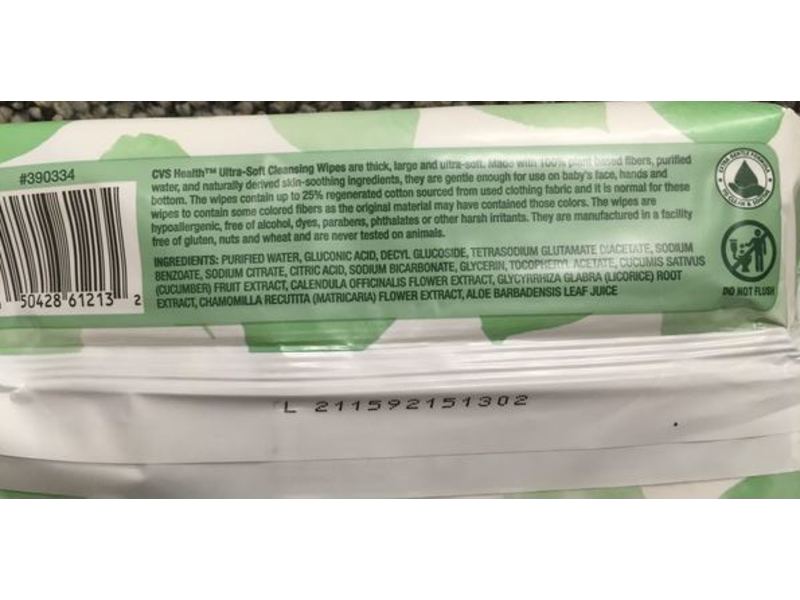 #390334
50428 61213 2
CVS Health™ Ultra-Soft Cleansing Wipes are thick, large and ultra-soft. Made with 100% plant based fibers, purified
water, and naturally derived skin-soothing ingredients, they are gentle enough for use on baby's face, hands and
bottom. The wipes contain up to 25% regenerated cotton sourced from used clothing fabric and it is normal for these
wipes to contain some colored fibers as the original material may have contained those colors. The wipes are
hypoallergenic, free of alcohol, dyes, parabens, phthalates or other harsh irritants. They are manufactured in a facility
free of gluten, nuts and wheat and are never tested on animals.
INGREDIENTS: PURIFIED WATER, GLUCONIC ACID, DECYL GLUCOSIDE, TETRASODIUM GLUTAMATE DIACETATE, SODIUM
BENZOATE, SODIUM CITRATE, CITRIC ACID, SODIUM BICARBONATE, GLYCERIN, TOCOPHERYL ACETATE, CUCUMIS SATIVUS
(CUCUMBER) FRUIT EXTRACT, CALENDULA OFFICINALIS FLOWER EXTRACT, GLYCYRRHIZA GLABRA (LICORICE) ROOT
EXTRACT, CHAMOMILLA RECUTITA (MATRICARIA) FLOWER EXTRACT, ALOE BARBADENSIS LEAF JUICE
EXTRA GENTLE FORMULA
TO CLEAN &
DO NOT FLUSH
L 211592151302